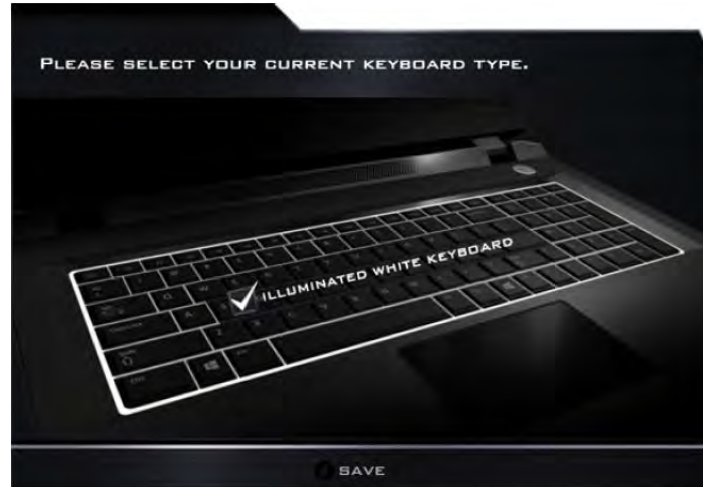 PLEASE SELECT YOUR CURRENT KEYBOARD TYPE.
ILLUMINATED WHITE KEYBOARD
SAVE